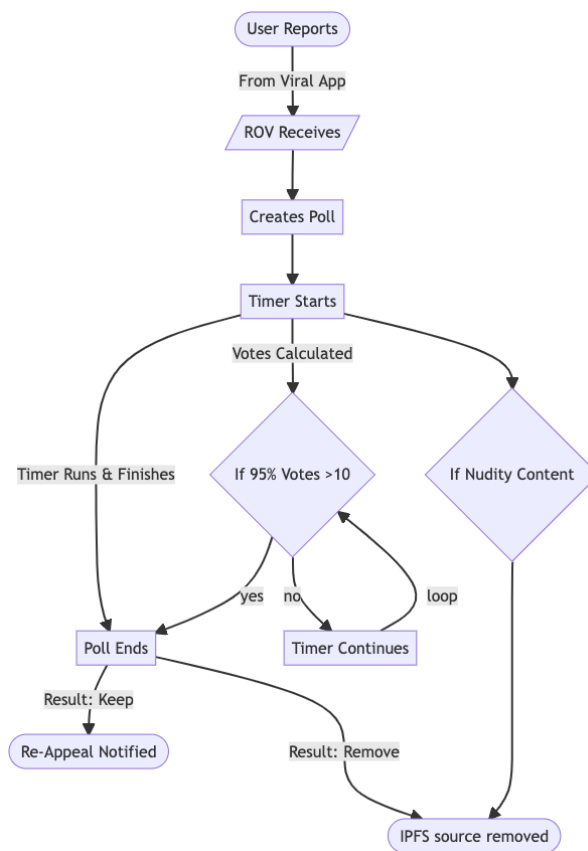 User Reports
From Viral App
ROV Receives
Creates Poll
Timer Starts
Votes Calculated
Timer Runs & Finishes
If 95% Votes >10
If Nudity Content
yes
no
loop
Poll Ends
Timer Continues
Result: Keep
Re-Appeal Notified
Result: Remove
IPFS source removed